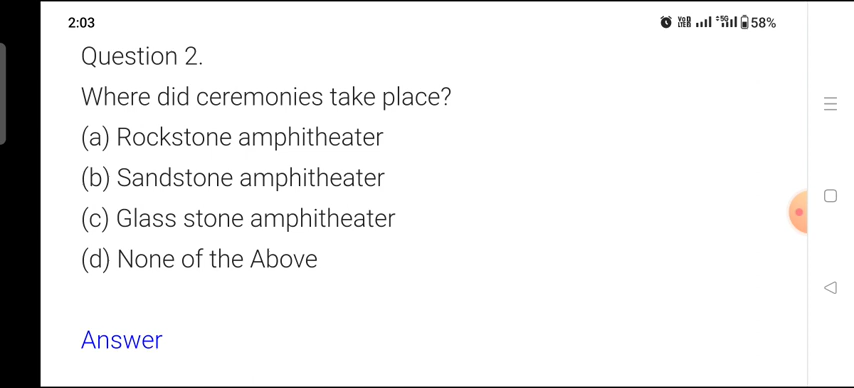 2:03
58%
Question 2.
Where did ceremonies take place?
(a) Rockstone amphitheater
(b) Sandstone amphitheater
(c) Glass stone amphitheater
(d) None of the Above
Answer